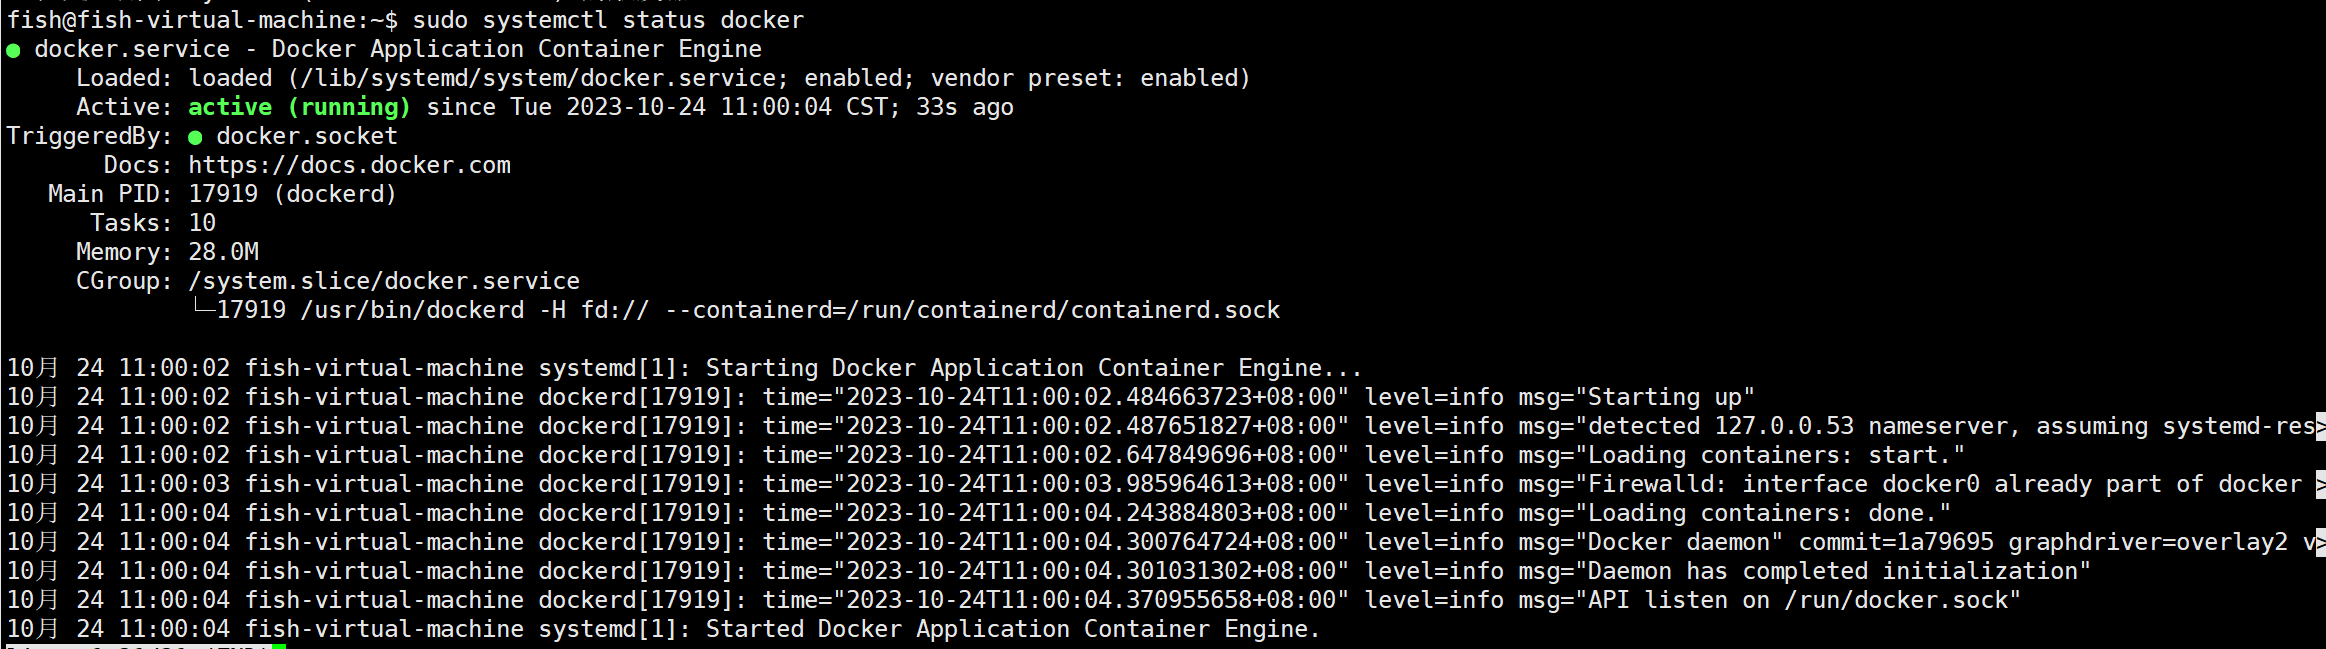 fish@fish-virtual-machine:~$ sudo systemctl status docker
● docker.service - Docker Application Container Engine
     Loaded: loaded (/lib/systemd/system/docker.service; enabled; vendor preset: enabled)
     Active: active (running) since Tue 2023-10-24 11:00:04 CST; 33s ago
TriggeredBy: ● docker.socket
       Docs: https://docs.docker.com
   Main PID: 17919 (dockerd)
      Tasks: 10
     Memory: 28.0M
     CGroup: /system.slice/docker.service
             └─17919 /usr/bin/dockerd -H fd:// --containerd=/run/containerd/containerd.sock
10月 24 11:00:02 fish-virtual-machine systemd[1]: Starting Docker Application Container Engine...
10月 24 11:00:02 fish-virtual-machine dockerd[17919]: time="2023-10-24T11:00:02.484663723+08:00" level=info msg="Starting up"
10月 24 11:00:02 fish-virtual-machine dockerd[17919]: time="2023-10-24T11:00:02.487651827+08:00" level=info msg="detected 127.0.0.53 nameserver, assuming systemd-res>
10月 24 11:00:02 fish-virtual-machine dockerd[17919]: time="2023-10-24T11:00:02.647849696+08:00" level=info msg="Loading containers: start."
10月 24 11:00:03 fish-virtual-machine dockerd[17919]: time="2023-10-24T11:00:03.985964613+08:00" level=info msg="Firewalld: interface docker0 already part of docker >
10月 24 11:00:04 fish-virtual-machine dockerd[17919]: time="2023-10-24T11:00:04.243884803+08:00" level=info msg="Loading containers: done."
10月 24 11:00:04 fish-virtual-machine dockerd[17919]: time="2023-10-24T11:00:04.300764724+08:00" level=info msg="Docker daemon" commit=1a79695 graphdriver=overlay2 v>
10月 24 11:00:04 fish-virtual-machine dockerd[17919]: time="2023-10-24T11:00:04.301031302+08:00" level=info msg="Daemon has completed initialization"
10月 24 11:00:04 fish-virtual-machine dockerd[17919]: time="2023-10-24T11:00:04.370955658+08:00" level=info msg="API listen on /run/docker.sock"
10月 24 11:00:04 fish-virtual-machine systemd[1]: Started Docker Application Container Engine.